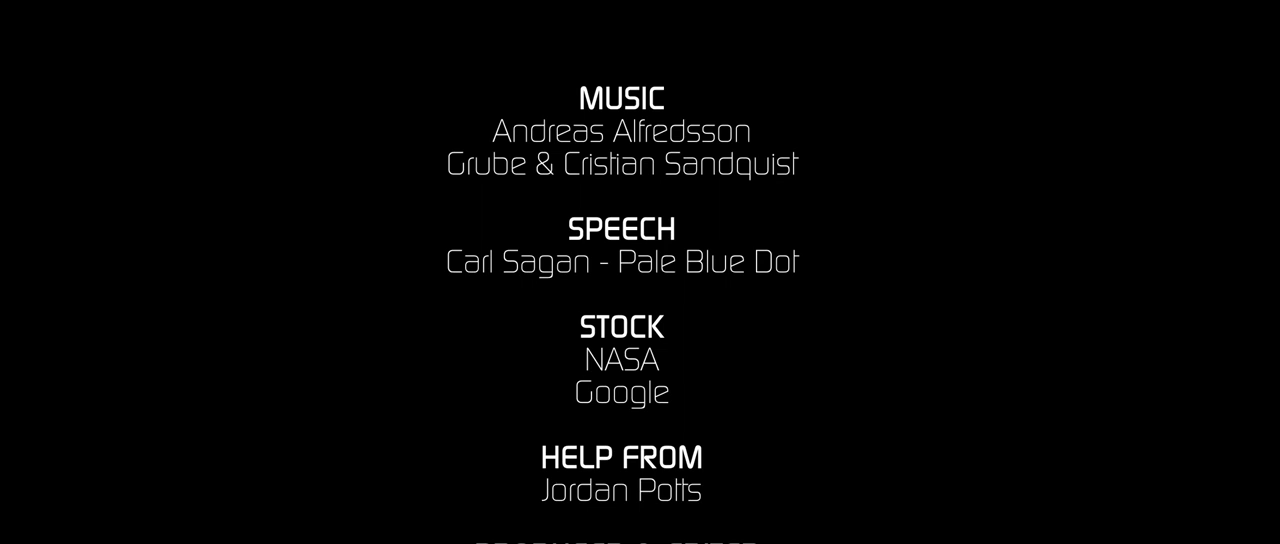 MUSIC
Andreas Alfredsson
Grube & Cristian Sandquist
SPEECH
Carl Sagan - Pale Blue Dot
STOCK
NASA
Google
HELP FROM
Jordan Potts